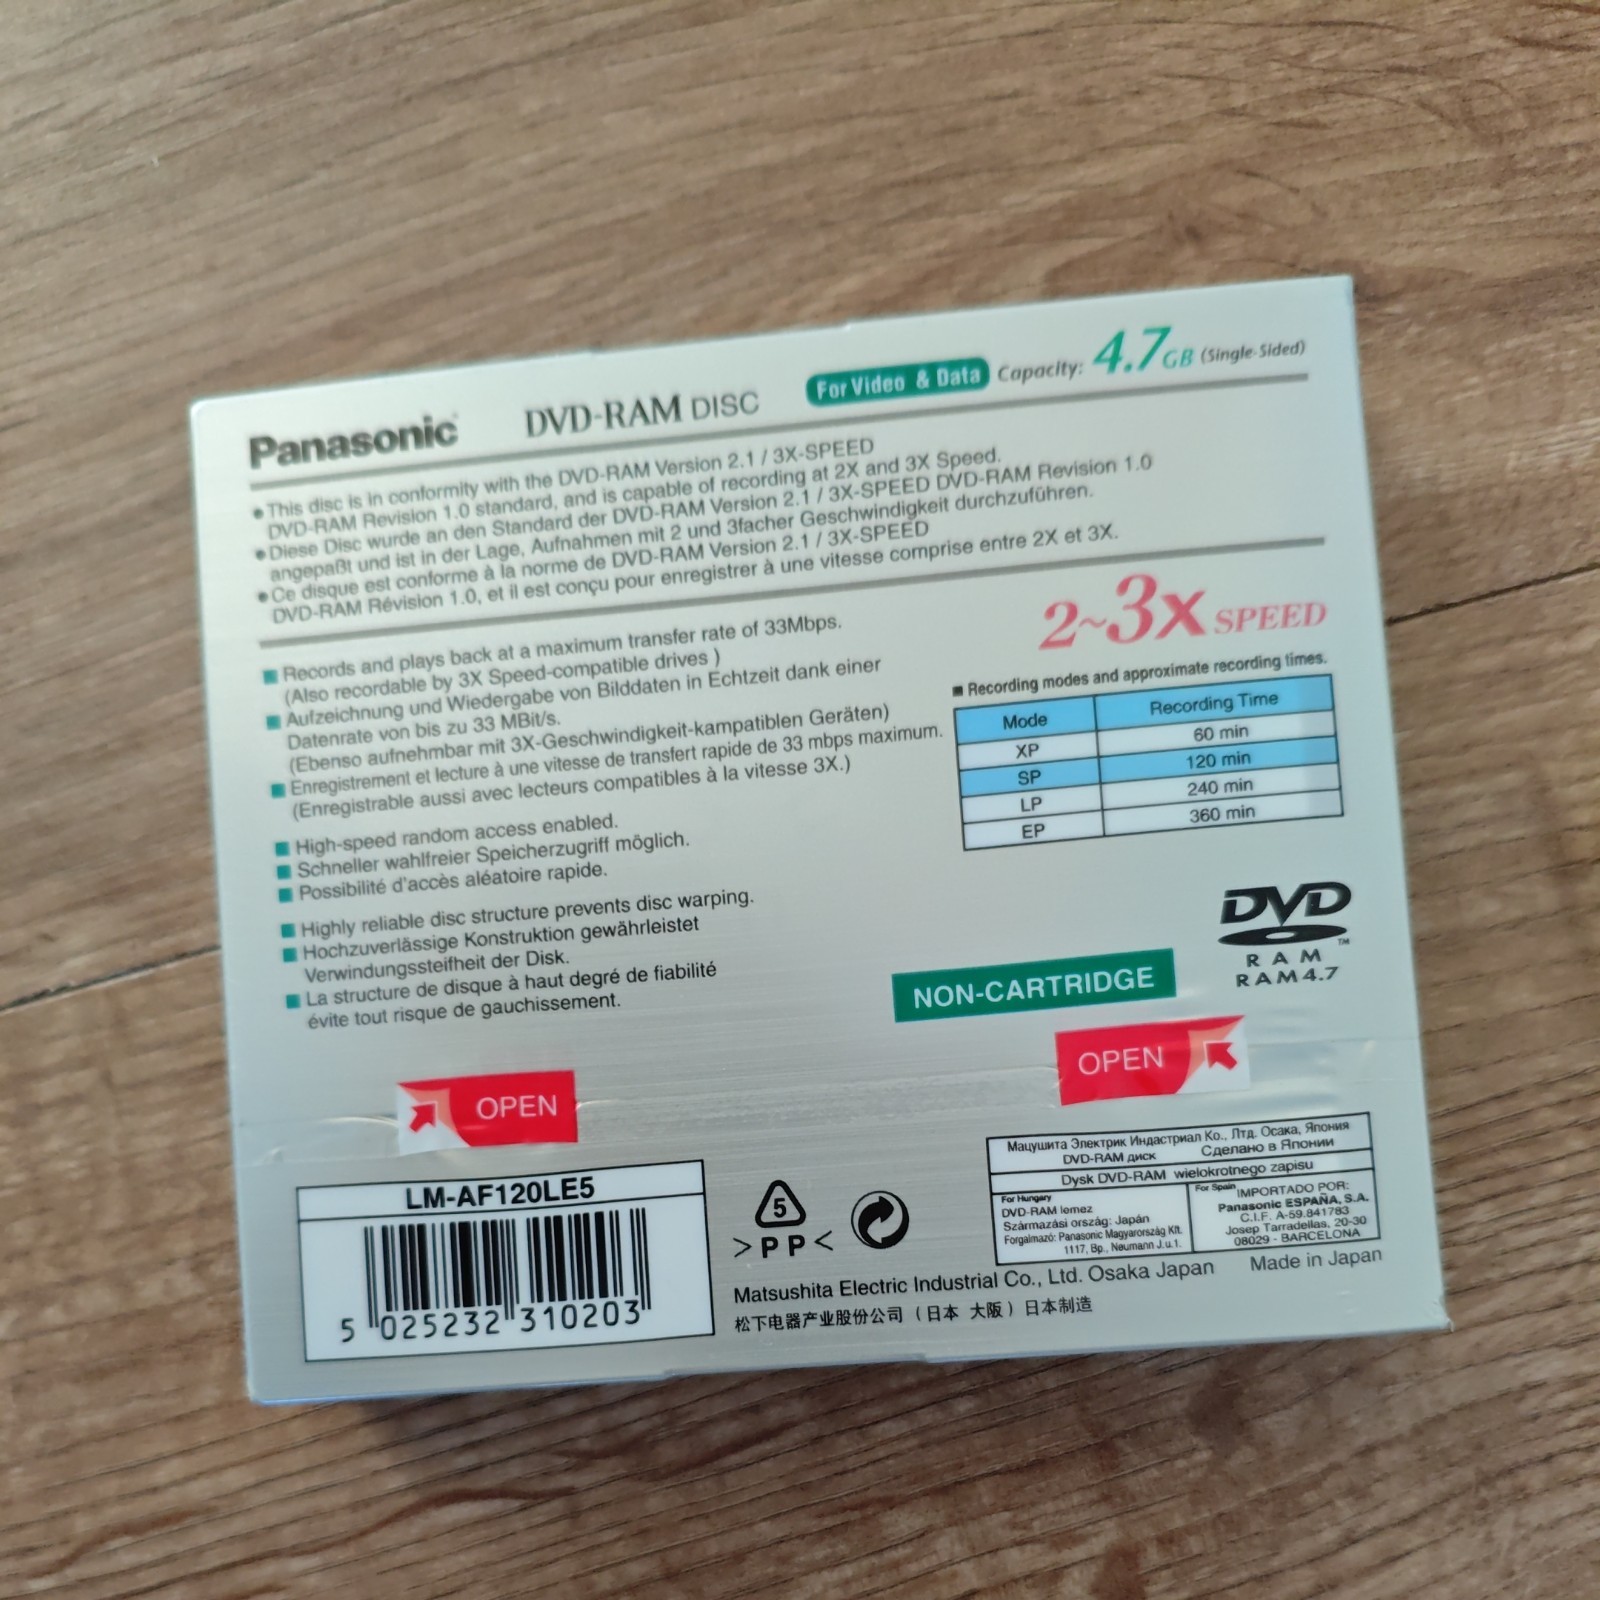 Panasonic DVD-RAM DISC For Video & Data Capacity: 4.7GB (Single-Sided)
● This disc is in conformity with the DVD-RAM Version 2.1 / 3X-SPEED
DVD-RAM Revision 1.0 standard, and is capable of recording at 2X and 3X Speed.
● Diese Disc wurde an den Standard der DVD-RAM Version 2.1 / 3X-SPEED DVD-RAM Revision 1.0
angepaßt und ist in der Lage, Aufnahmen mit 2 und 3facher Geschwindigkeit durchzuführen.
● Ce disque est conforme à la norme de DVD-RAM Version 2.1 / 3X-SPEED
DVD-RAM Révision 1.0, et il est conçu pour enregistrer à une vitesse comprise entre 2X et 3X.
■ Records and plays back at a maximum transfer rate of 33Mbps.
(Also recordable by 3X Speed-compatible drives )
■ Aufzeichnung und Wiedergabe von Bilddaten in Echtzeit dank einer
Datenrate von bis zu 33 MBit/s.
(Ebenso aufnehmbar mit 3X-Geschwindigkeit-kampatiblen Geräten)
■ Enregistrement et lecture à une vitesse de transfert rapide de 33 mbps maximum.
(Enregistrable aussi avec lecteurs compatibles à la vitesse 3X.)
■ High-speed random access enabled.
■ Schneller wahlfreier Speicherzugriff möglich.
■ Possibilité d'accès aléatoire rapide.
■ Highly reliable disc structure prevents disc warping.
■ Hochzuverlässige Konstruktion gewährleistet
Verwindungssteifheit der Disk.
■ La structure de disque à haut degré de fiabilité
évite tout risque de gauchissement.
2~3X SPEED
■ Recording modes and approximate recording times.
Mode Recording Time
XP 60 min
SP 120 min
LP 240 min
EP 360 min
DVD™
RAM
RAM4.7
NON-CARTRIDGE
OPEN
OPEN
LM-AF120LE5
5 025232 310203
5
>PP<
Мацушита Электрик Индастриал Ко., Лтд. Осака, Япония
DVD-RAM диск Сделано в Японии
Dysk DVD-RAM wielokrotnego zapisu
For Hungary
DVD-RAM lemez
Származási ország: Japán
Forgalmazó: Panasonic Magyarország Kft.
1117, Bp., Neumann J.u.1.
For Spain IMPORTADO POR:
Panasonic ESPAÑA, S.A.
C.I.F. A-59.841783
Josep Tarradellas, 20-30
08029 - BARCELONA
Matsushita Electric Industrial Co., Ltd. Osaka Japan Made in Japan
松下电器产业股份公司（日本 大阪）日本制造